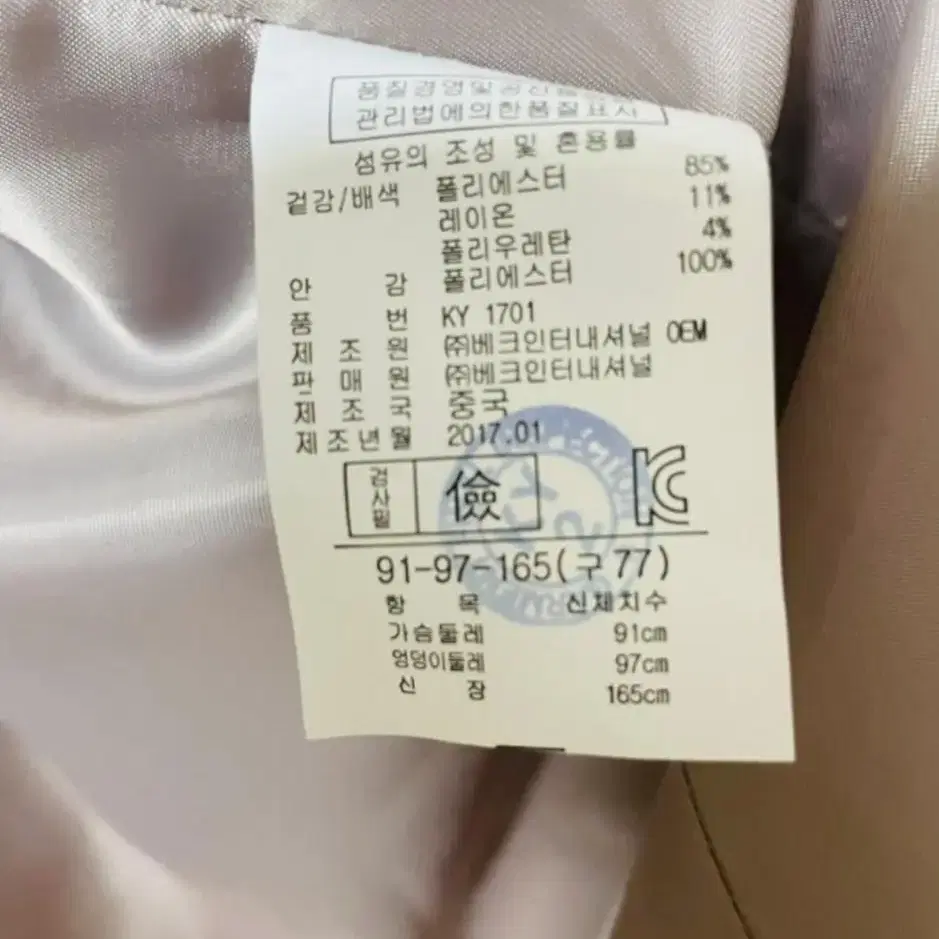 품질경영및공산품
관리법에의한품질표시
섬유의 조성 및 혼용률
겉감/배색 폴리에스터 85%
레이온 11%
폴리우레탄 4%
안 감 폴리에스터 100%
품 번 KY 1701
제 조 원 ㈜베크인터내셔널 OEM
판 매 원 ㈜베크인터내셔널
제 조 국 중국
제조년월 2017.01
검사필 儉
91-97-165(구77)
항 목 신체치수
가슴둘레 91cm
엉덩이둘레 97cm
신 장 165cm